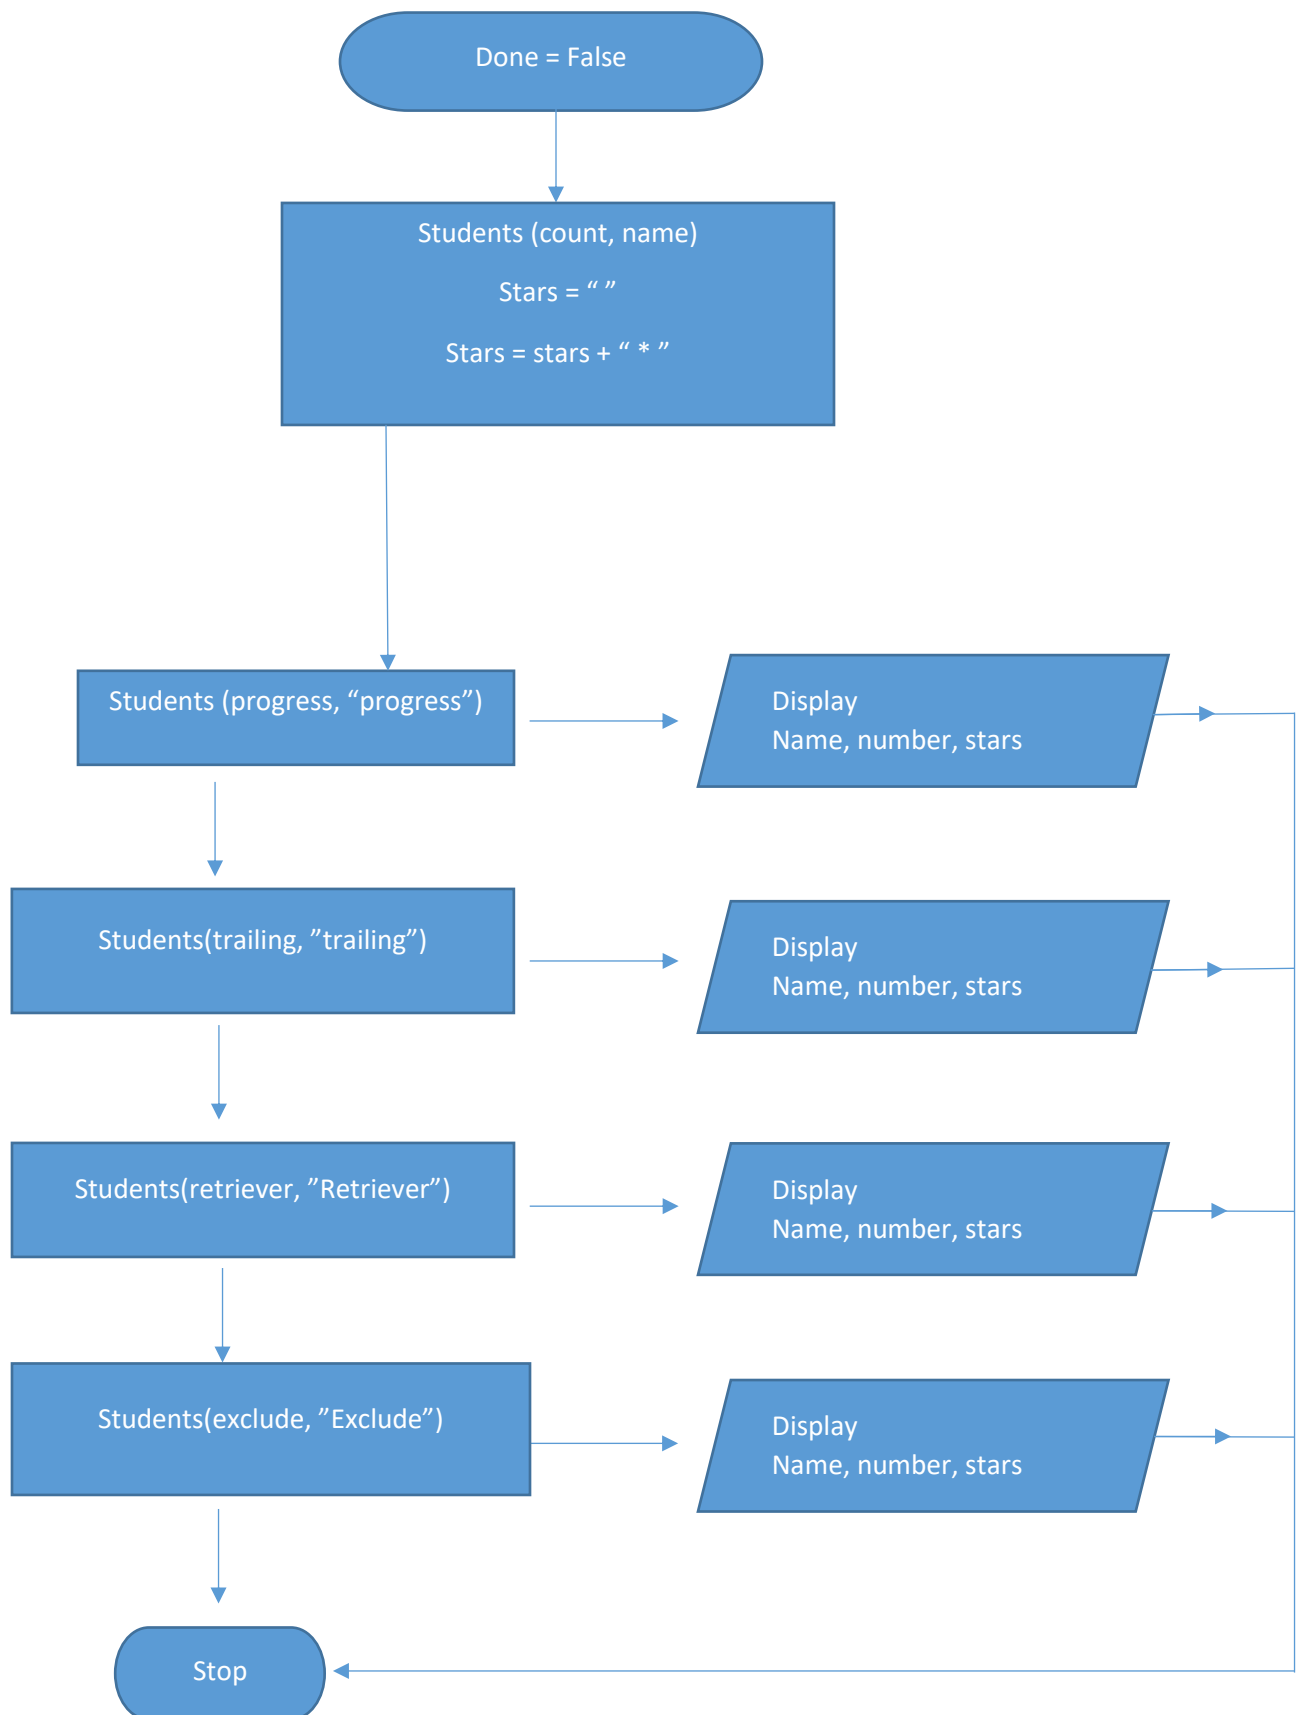 Done = False
Students (count, name)
Stars = “ ”
Stars = stars + “ * ”
Students (progress, “progress”)
Display
Name, number, stars
Students(trailing, ”trailing”)
Display
Name, number, stars
Students(retriever, ”Retriever”)
Display
Name, number, stars
Students(exclude, ”Exclude”)
Display
Name, number, stars
Stop